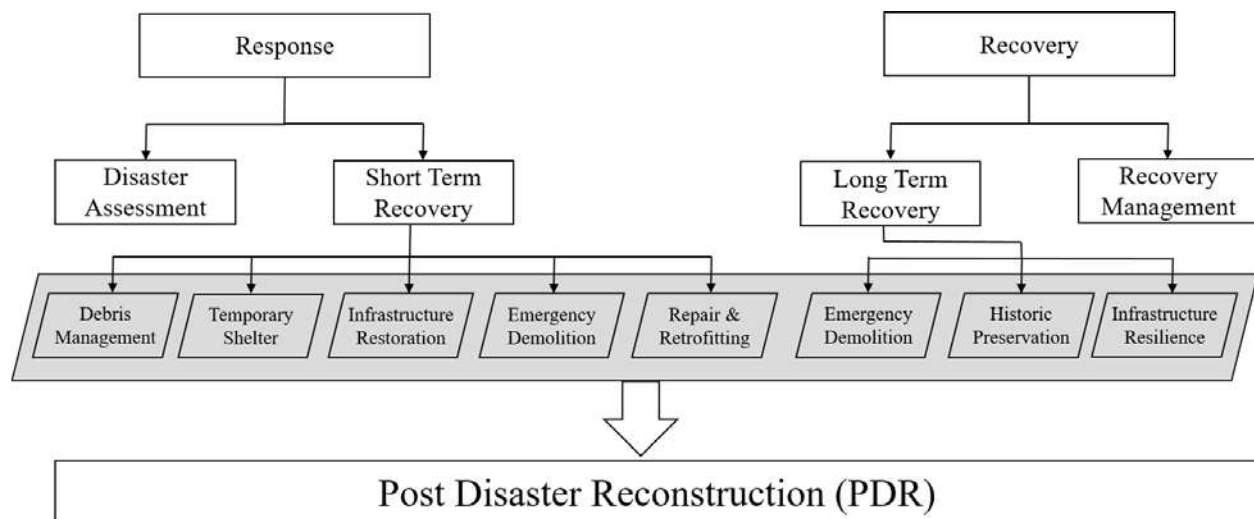 Response
Recovery
Disaster
Assessment
Short Term
Recovery
Long Term
Recovery
Recovery
Management
Debris
Management
Temporary
Shelter
Infrastructure
Restoration
Emergency
Demolition
Repair &
Retrofitting
Emergency
Demolition
Historic
Preservation
Infrastructure
Resilience
Post Disaster Reconstruction (PDR)